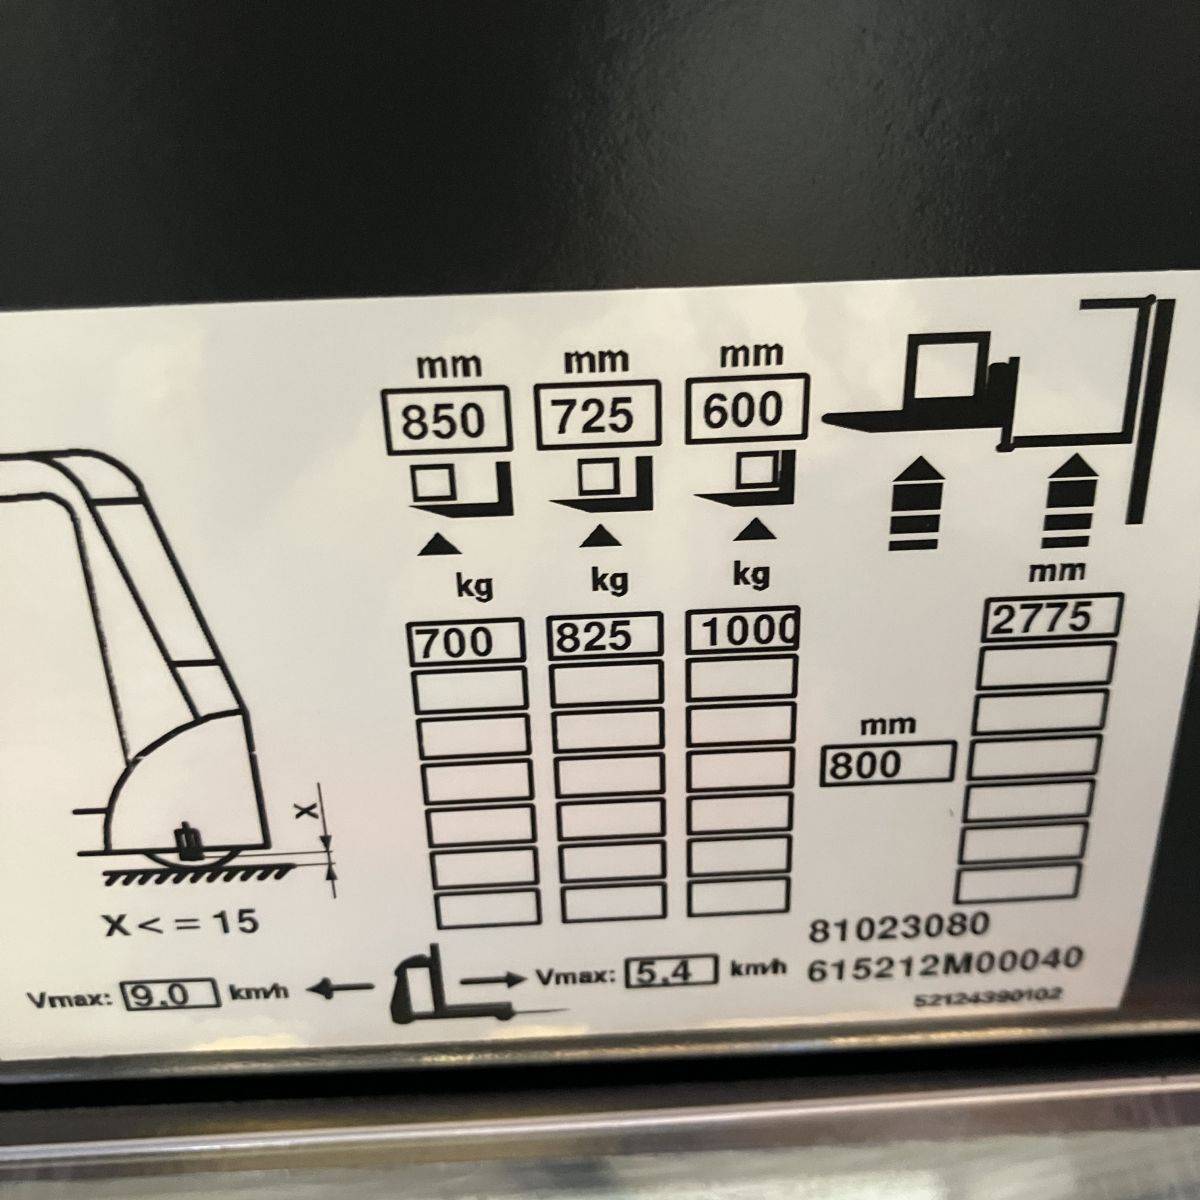 mm mm mm
850 725 600
kg kg kg mm
700 825 1000 2775
mm
800
X
X<=15
81023080
Vmax: 9.0 km/h Vmax: 5,4 km/h 615212M00040
52124390102